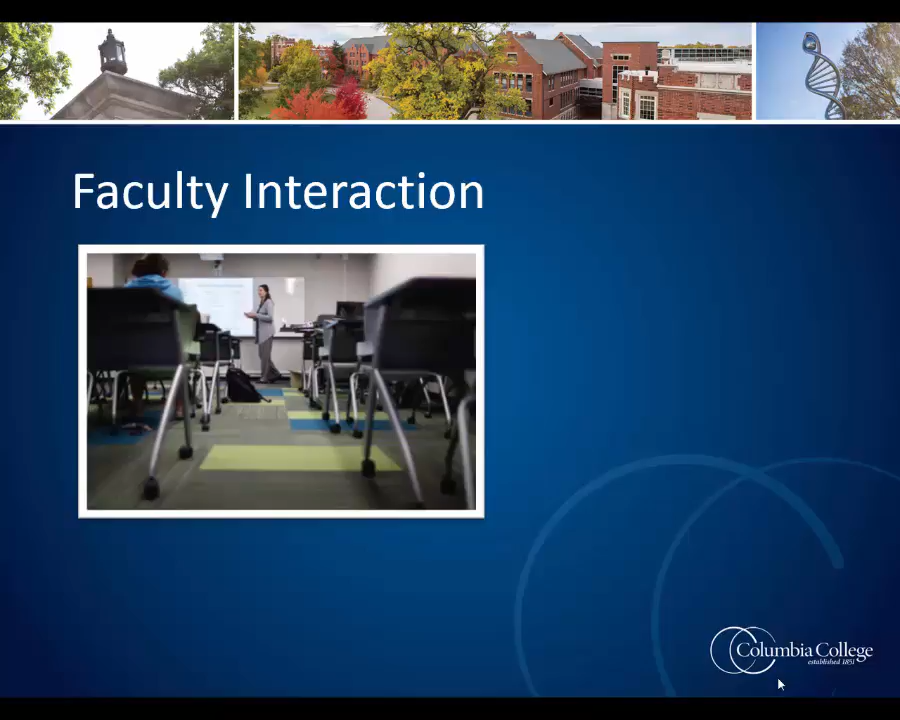 Faculty Interaction
Columbia College
established 1851